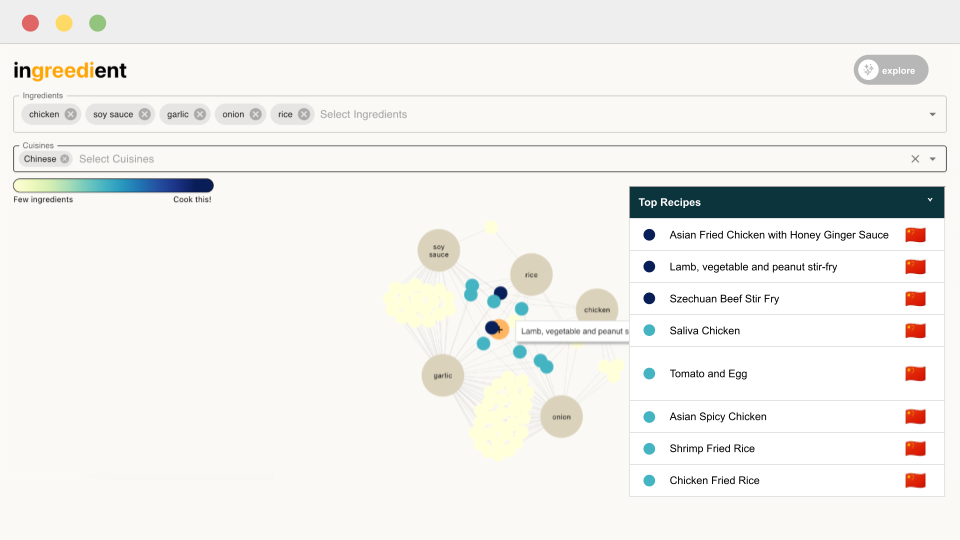 ingreedient
explore
Ingredients
chicken soy sauce garlic onion rice Select Ingredients
Cuisines
Chinese Select Cuisines
Few ingredients Cook this!
Top Recipes
Asian Fried Chicken with Honey Ginger Sauce
Lamb, vegetable and peanut stir-fry
Szechuan Beef Stir Fry
Saliva Chicken
Tomato and Egg
Asian Spicy Chicken
Shrimp Fried Rice
Chicken Fried Rice
soy
sauce
rice
chicken
Lamb, vegetable and peanut s
garlic
onion